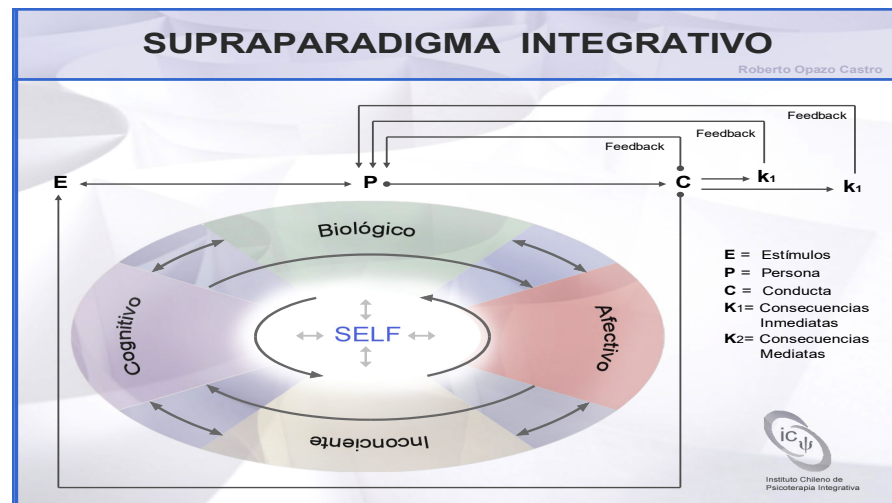 SUPRAPARADIGMA INTEGRATIVO
Roberto Opazo Castro
Feedback
Feedback
Feedback
E
P
C
k1
k1
Biológico
Cognitivo
SELF
Afectivo
Inconciente
E = Estímulos
P = Persona
C = Conducta
K1= Consecuencias
Inmediatas
K2= Consecuencias
Mediatas
ic ψ
Instituto Chileno de
Psicoterapia Integrativa